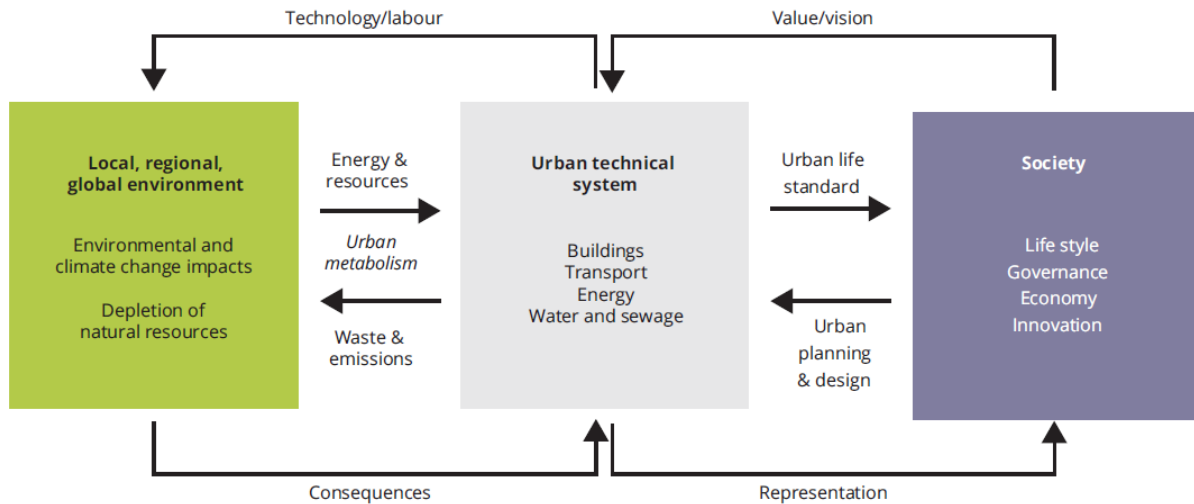 Technology/labour
Value/vision
Local, regional,
global environment
Environmental and
climate change impacts
Depletion of
natural resources
Energy &
resources
Urban
metabolism
Waste &
emissions
Urban technical
system
Buildings
Transport
Energy
Water and sewage
Urban life
standard
Urban
planning
& design
Society
Life style
Governance
Economy
Innovation
Consequences
Representation